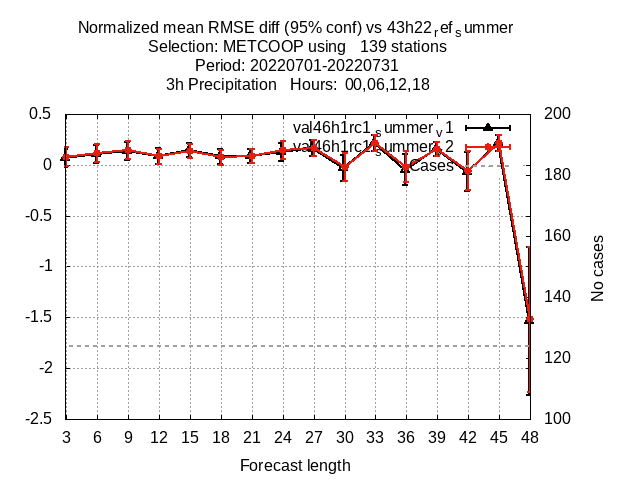 Normalized mean RMSE diff (95% conf) vs 43h22refsummer
Selection: METCOOP using   139 stations
Period: 20220701-20220731
3h Precipitation   Hours:  00,06,12,18
0.5
0
-0.5
-1
-1.5
-2
-2.5
200
180
160
140
120
100
val46h1rc1summerv1
val46h1rc1summerv2
Cases
No cases
3 6 9 12 15 18 21 24 27 30 33 36 39 42 45 48
Forecast length